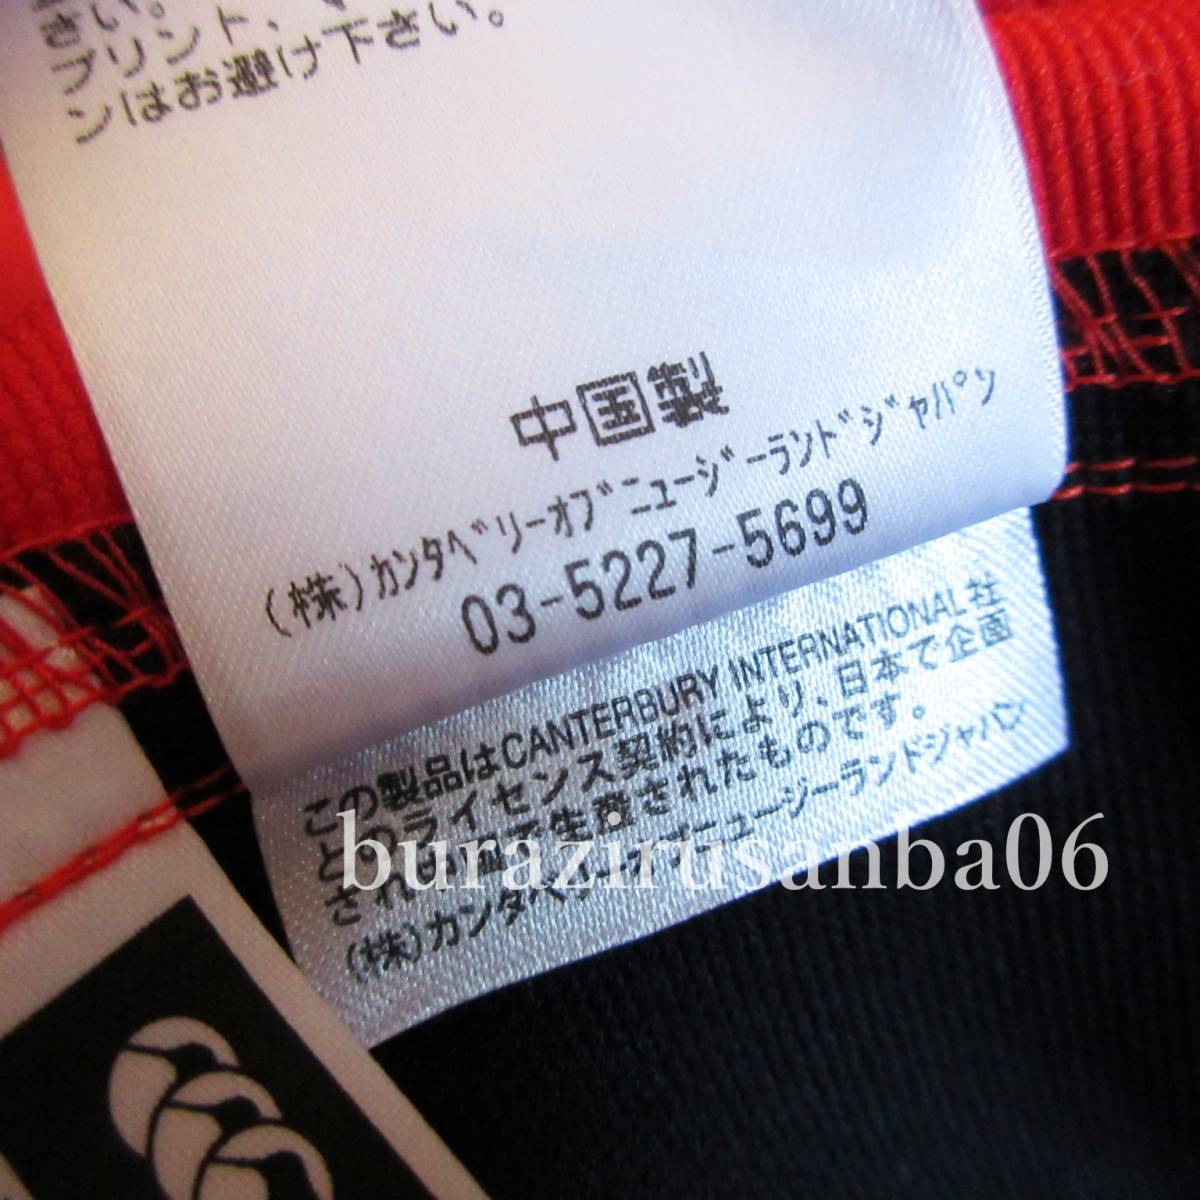 さい。
プリント、
ンはお避け下さい。
中国製
(株)カンタベリーオブニュージーランドジャパン
03-5227-5699
この製品はCANTERBURY INTERNATIONAL社
とのライセンス契約により、日本で企画
され中国で生産されたものです。
(株)カンタベリーオブニュージーランドジャパン
burazirusanba06